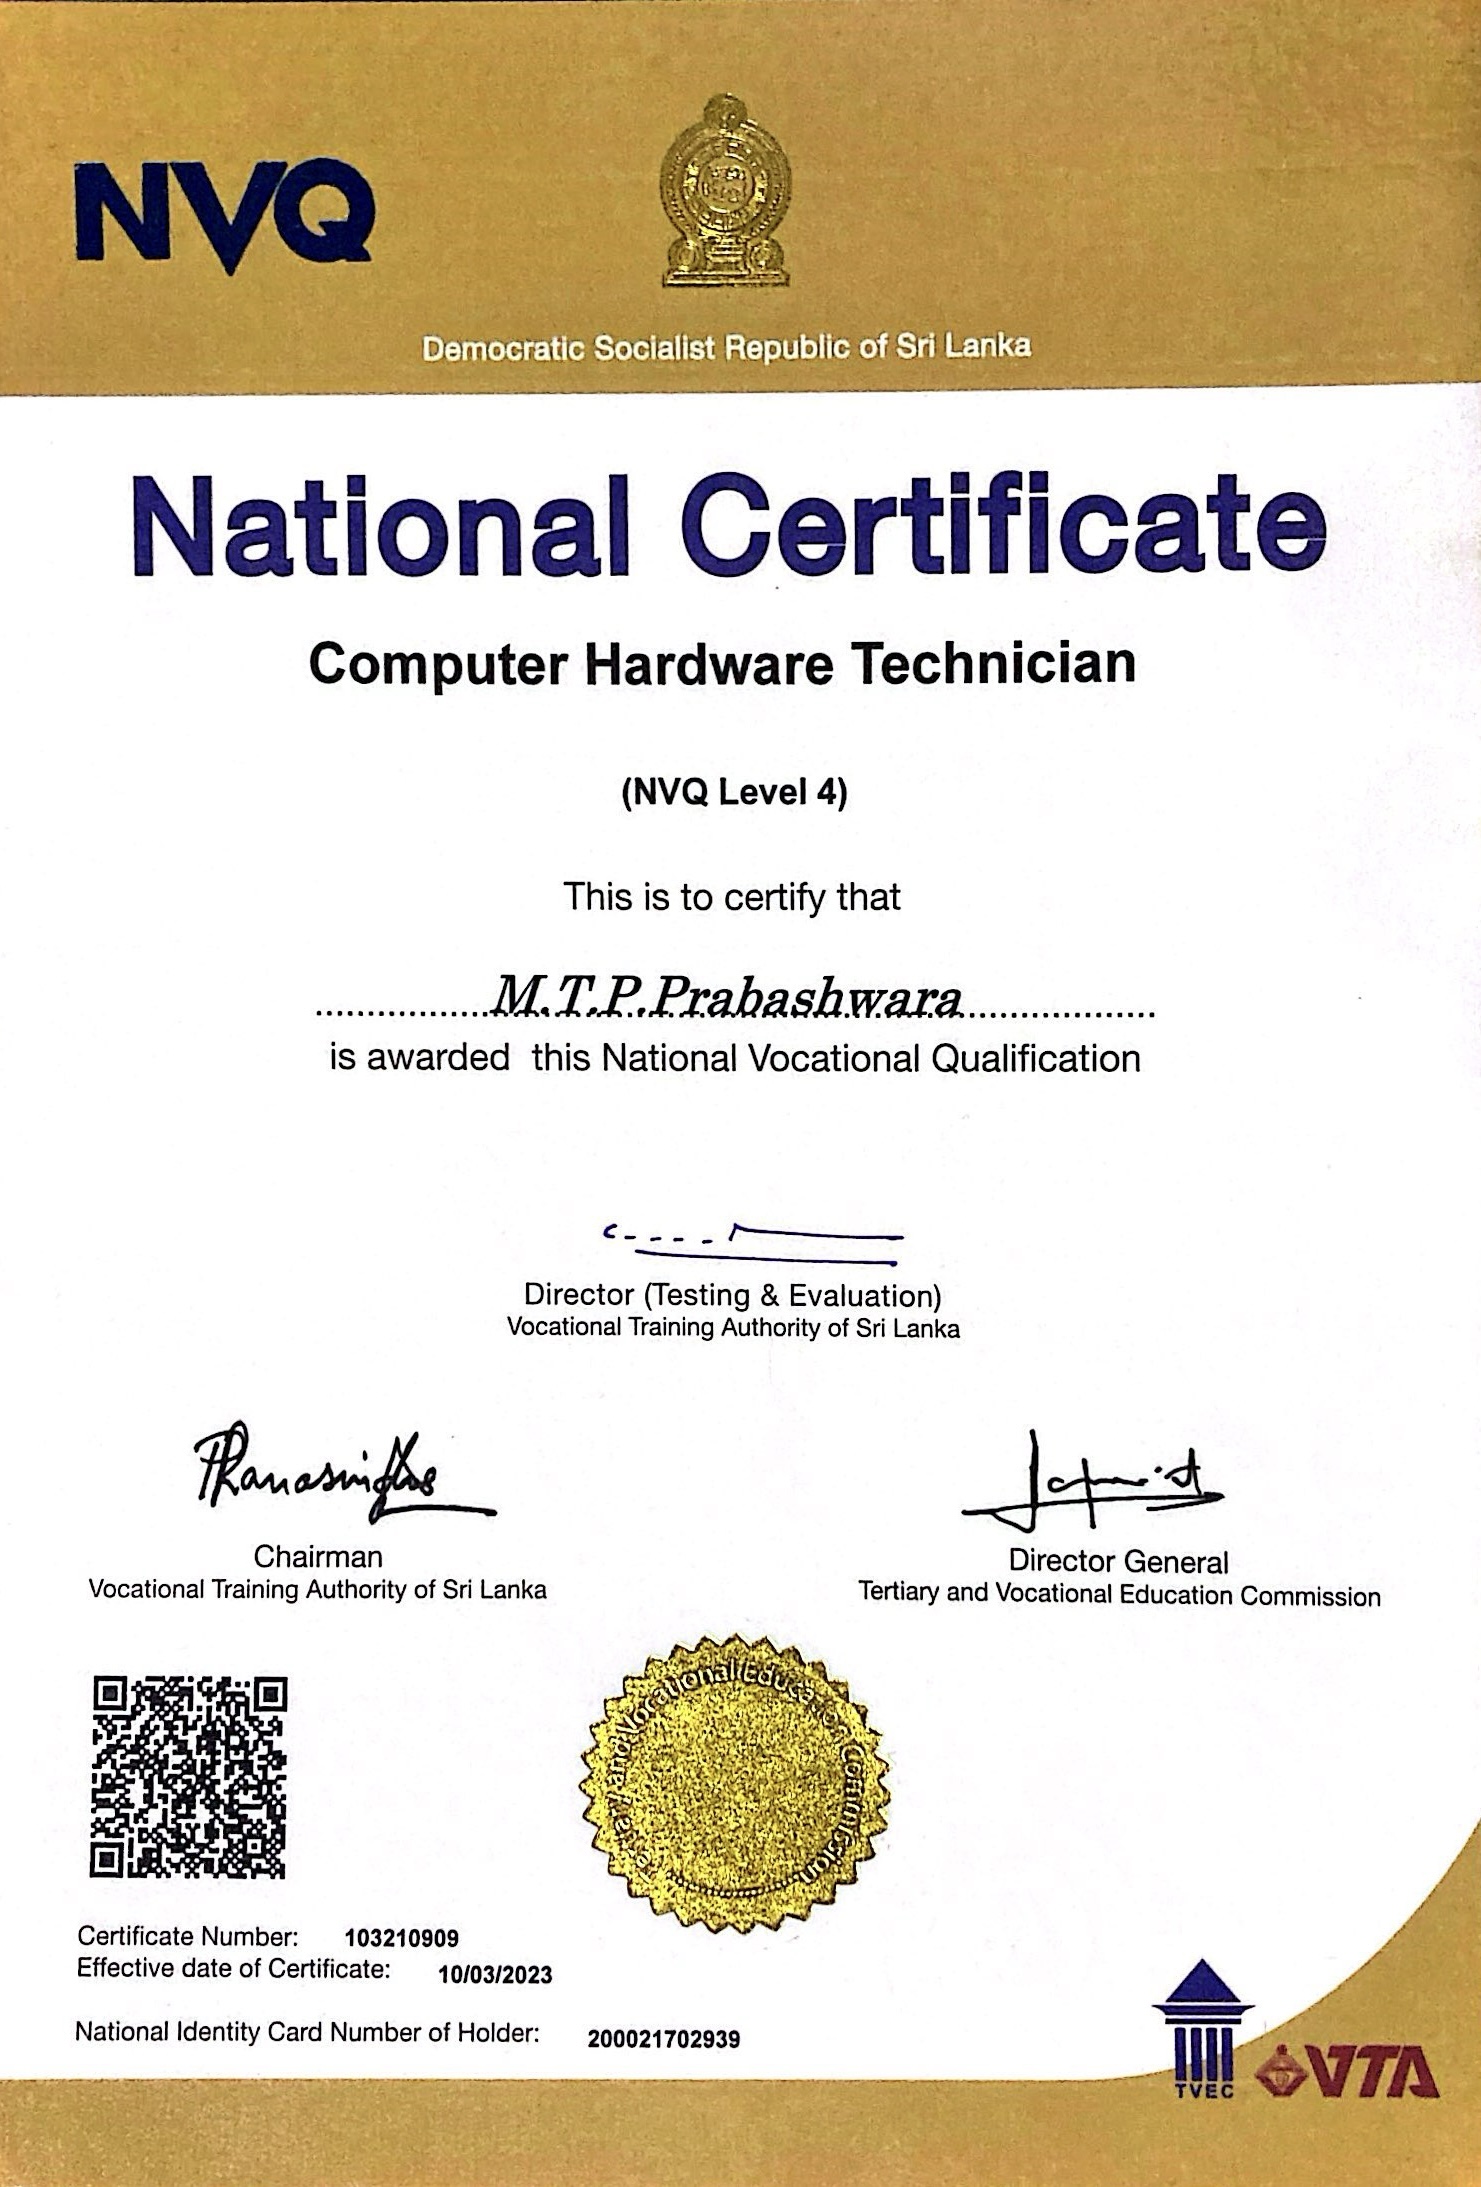 NVQ
Democratic Socialist Republic of Sri Lanka
National Certificate
Computer Hardware Technician
(NVQ Level 4)
This is to certify that
M.T.P.Prabashwara
is awarded this National Vocational Qualification
Director (Testing & Evaluation)
Vocational Training Authority of Sri Lanka
Chairman
Vocational Training Authority of Sri Lanka
Director General
Tertiary and Vocational Education Commission
Tertiary and Vocational Education Commission
Certificate Number: 103210909
Effective date of Certificate: 10/03/2023
National Identity Card Number of Holder: 200021702939
TVEC
VTA